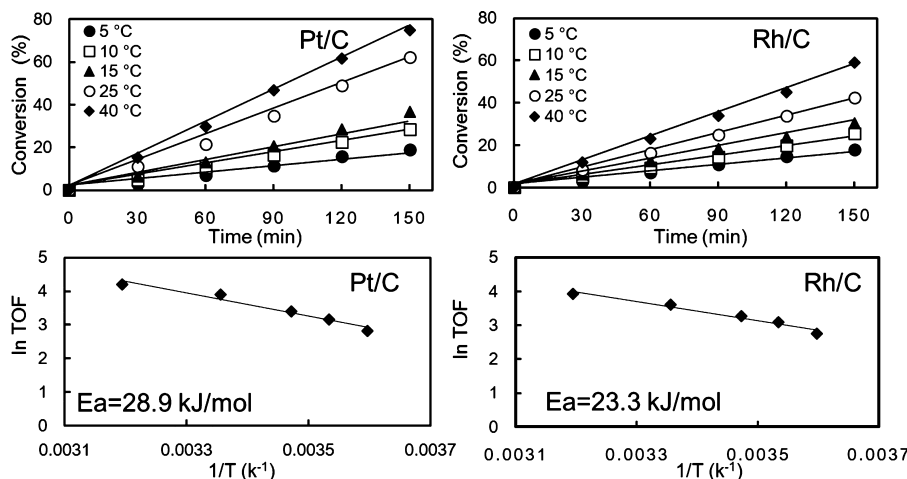 Conversion (%)
80
60
40
20
0
5 °C
10 °C
15 °C
25 °C
40 °C
Pt/C
0 30 60 90 120 150
Time (min)
Conversion (%)
80
60
40
20
0
5 °C
10 °C
15 °C
25 °C
40 °C
Rh/C
0 30 60 90 120 150
Time (min)
ln TOF
5
4
3
2
1
0
Pt/C
Ea=28.9 kJ/mol
0.0031 0.0033 0.0035 0.0037
1/T (k-1)
ln TOF
5
4
3
2
1
0
Rh/C
Ea=23.3 kJ/mol
0.0031 0.0033 0.0035 0.0037
1/T (k-1)